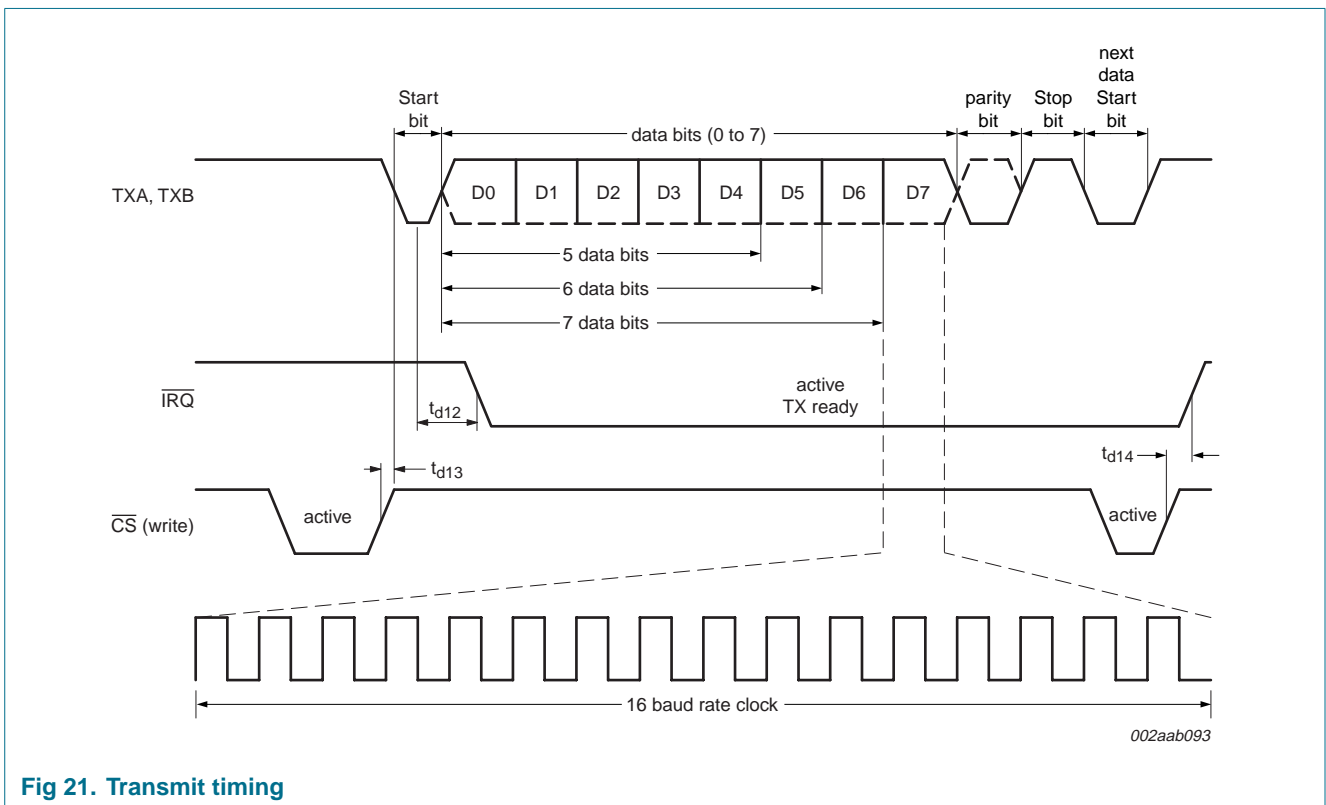 next
data
Start
bit
Start
bit
parity
bit
Stop
bit
data bits (0 to 7)
TXA, TXB
D0 D1 D2 D3 D4 D5 D6 D7
5 data bits
6 data bits
7 data bits
IRQ
active
TX ready
td12
td13
td14
CS (write)
active
active
16 baud rate clock
002aab093
Fig 21. Transmit timing